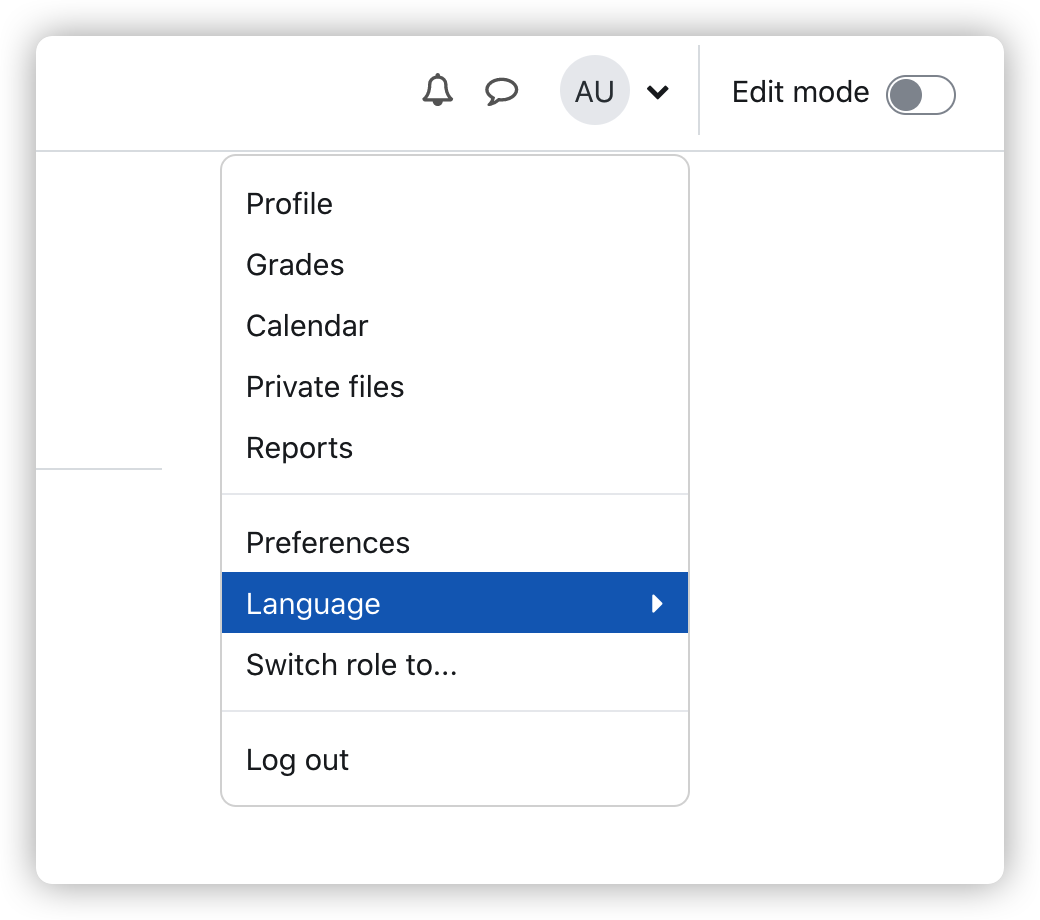 AU
Edit mode
Profile
Grades
Calendar
Private files
Reports
Preferences
Language
Switch role to...
Log out